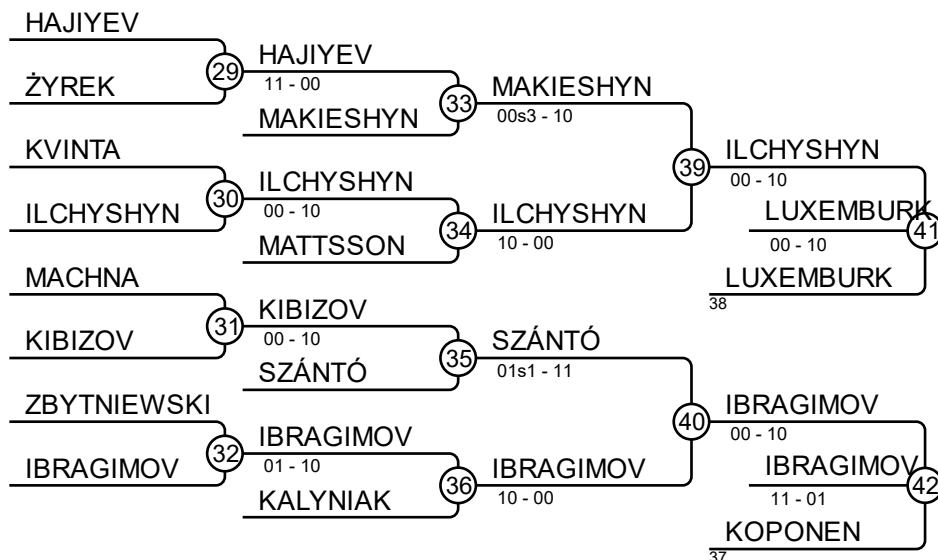 HAJIYEV
29
HAJIYEV
11 - 00
ŻYREK
33
MAKIESHYN
00s3 - 10
MAKIESHYN
KVINTA
39
ILCHYSHYN
00 - 10
30
ILCHYSHYN
00 - 10
ILCHYSHYN
34
ILCHYSHYN
10 - 00
LUXEMBURK
41
00 - 10
MATTSSON
MACHNA
LUXEMBURK
38
31
KIBIZOV
00 - 10
KIBIZOV
35
SZÁNTÓ
01s1 - 11
SZÁNTÓ
ZBYTNIEWSKI
40
IBRAGIMOV
00 - 10
32
IBRAGIMOV
01 - 10
IBRAGIMOV
36
IBRAGIMOV
10 - 00
IBRAGIMOV
42
11 - 01
KALYNIAK
KOPONEN
37